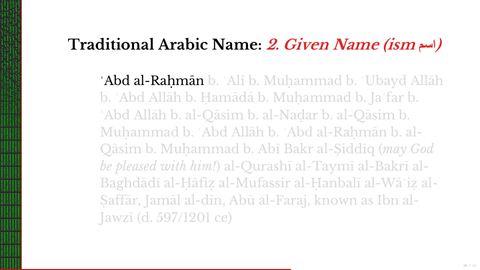 Traditional Arabic Name: 2. Given Name (ism اسم)
ʿAbd al-Raḥmān b. ʿAlī b. Muḥammad b. ʿUbayd Allāh
b. ʿAbd Allāh b. Ḥamādā b. Muḥammad b. Jaʿfar b.
ʿAbd Allāh b. al-Qāsim b. al-Naḍar b. al-Qāsim b.
Muḥammad b. ʿAbd Allāh b. ʿAbd al-Raḥmān b. al-
Qāsim b. Muḥammad b. Abī Bakr al-Ṣiddīq (may God
be pleased with him!) al-Qurashī al-Taymī al-Bakrī al-
Baghdādī al-Ḥāfiẓ al-Mufassir al-Ḥanbalī al-Wāʿiẓ al-
Ṣaffār, Jamāl al-dīn, Abū al-Faraj, known as Ibn al-
Jawzī (d. 597/1201 ce)